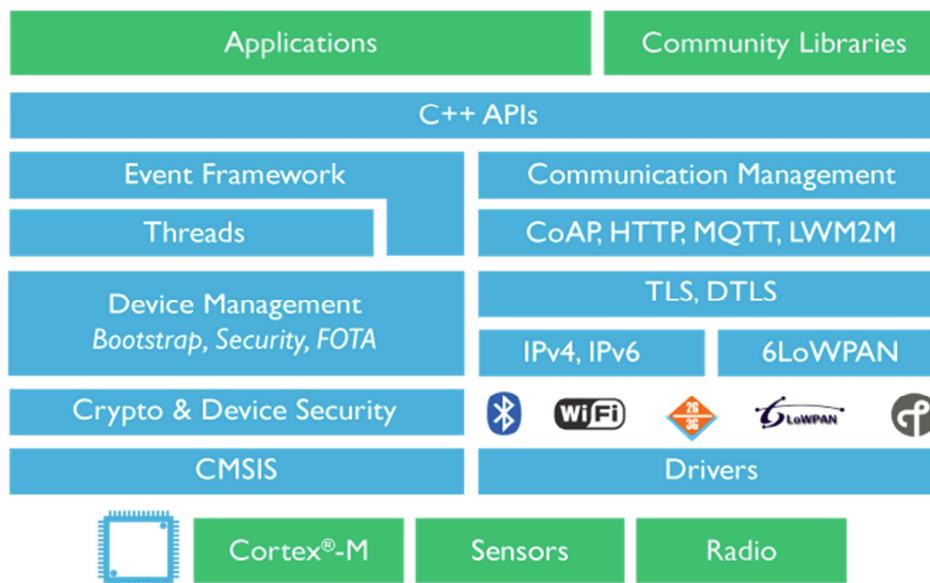 Applications
Community Libraries
C++ APIs
Event Framework
Communication Management
Threads
CoAP, HTTP, MQTT, LWM2M
Device Management
Bootstrap, Security, FOTA
TLS, DTLS
IPv4, IPv6
6LoWPAN
Crypto & Device Security
WiFi
2G
3G
6LoWPAN
CMSIS
Drivers
Cortex®-M
Sensors
Radio